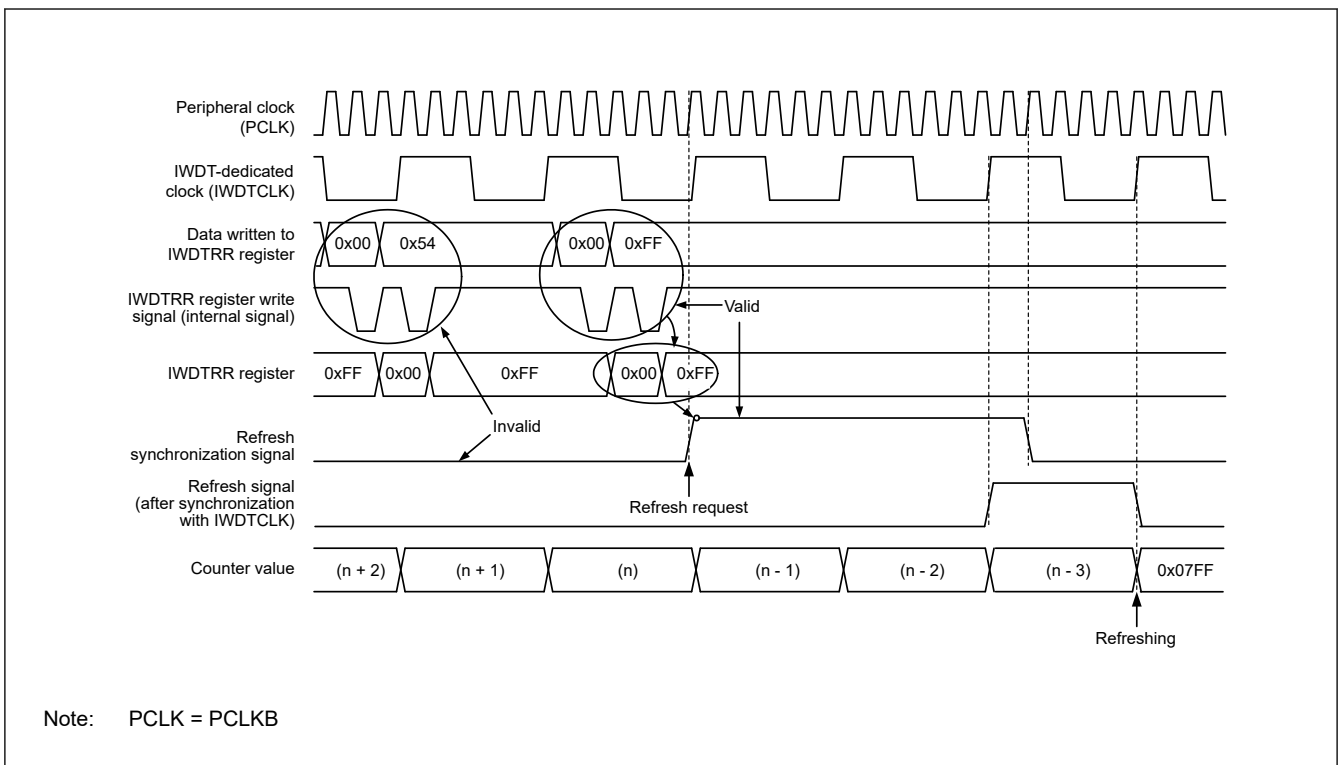 Peripheral clock
(PCLK)
IWDT-dedicated
clock (IWDTCLK)
Data written to
IWDTRR register
0x00 0x54 0x00 0xFF
IWDTRR register write
signal (internal signal)
Valid
IWDTRR register
0xFF 0x00 0xFF 0x00 0xFF
Invalid
Refresh
synchronization signal
Refresh signal
(after synchronization
with IWDTCLK)
Refresh request
Counter value
(n + 2) (n + 1) (n) (n - 1) (n - 2) (n - 3) 0x07FF
Refreshing
Note: PCLK = PCLKB